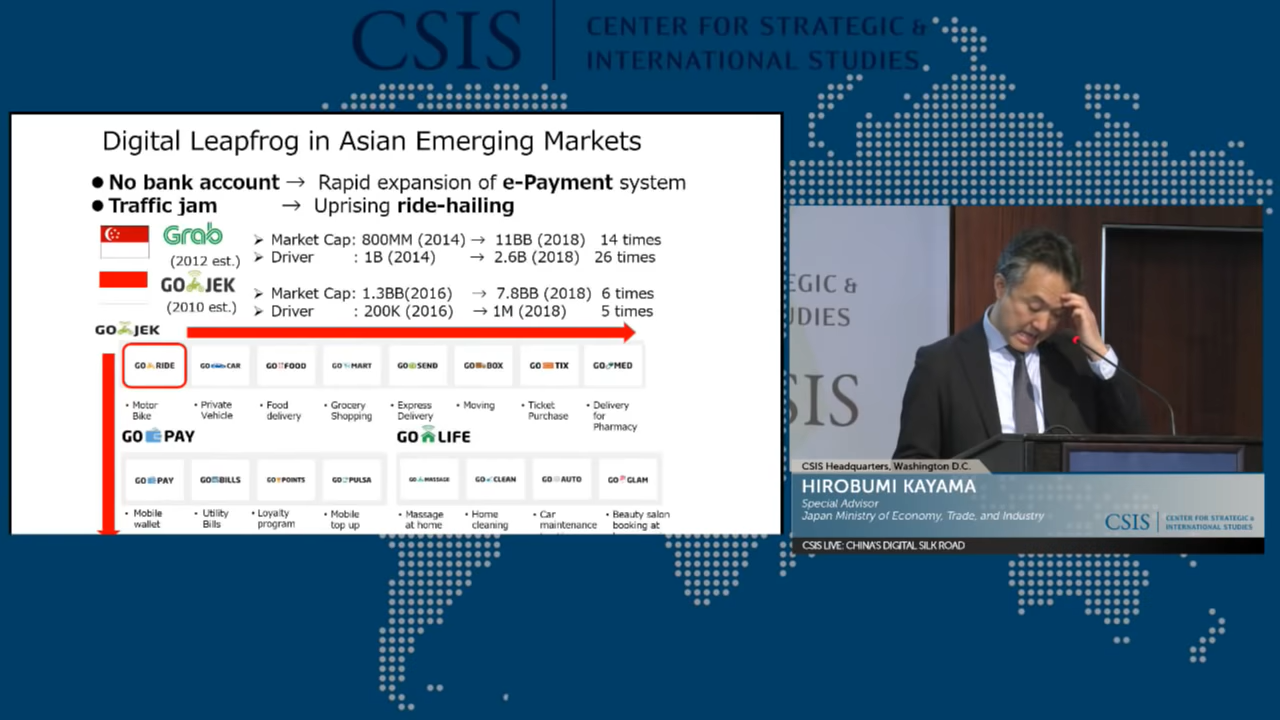 CSIS
CENTER FOR STRATEGIC &
INTERNATIONAL STUDIES
Digital Leapfrog in Asian Emerging Markets
● No bank account → Rapid expansion of e-Payment system
● Traffic jam → Uprising ride-hailing
Grab
(2012 est.)
➢ Market Cap: 800MM (2014) → 11BB (2018) 14 times
➢ Driver : 1B (2014) → 2.6B (2018) 26 times
GO JEK
(2010 est.)
➢ Market Cap: 1.3BB(2016) → 7.8BB (2018) 6 times
➢ Driver : 200K (2016) → 1M (2018) 5 times
GO JEK
GO RIDE
GO CAR
GO FOOD
GO MART
GO SEND
GO BOX
GO TIX
GO MED
• Motor Bike
• Private Vehicle
• Food delivery
• Grocery Shopping
• Express Delivery
• Moving
• Ticket Purchase
• Delivery for Pharmacy
GO PAY
GO LIFE
GO PAY
GO BILLS
GO POINTS
GO PULSA
GO MASSAGE
GO CLEAN
GO AUTO
GO GLAM
• Mobile wallet
• Utility Bills
• Loyalty program
• Mobile top up
• Massage at home
• Home cleaning
• Car maintenance
• Beauty salon booking at
EGIC &
UDIES
SIS
CSIS Headquarters, Washington D.C.
HIROBUMI KAYAMA
Special Advisor
Japan Ministry of Economy, Trade, and Industry
CSIS
CENTER FOR STRATEGIC &
INTERNATIONAL STUDIES
CSIS LIVE: CHINA'S DIGITAL SILK ROAD